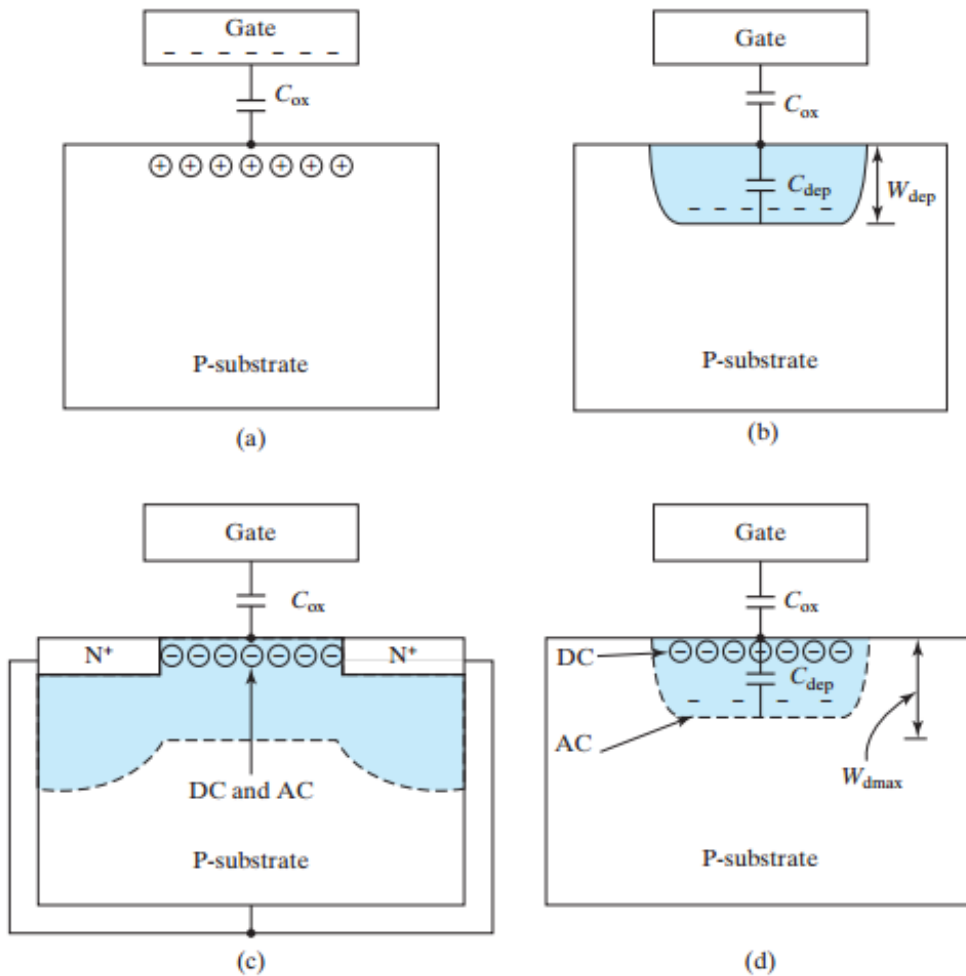 Gate
− − − − − − −
Cox
+ + + + + + +
P-substrate
(a)
Gate
Cox
Cdep
Wdep
− − − − − −
P-substrate
(b)
Gate
Cox
N+ − − − − − − − N+
DC and AC
P-substrate
(c)
Gate
Cox
DC − − − − − − −
Cdep
− − − −
AC
Wdmax
P-substrate
(d)